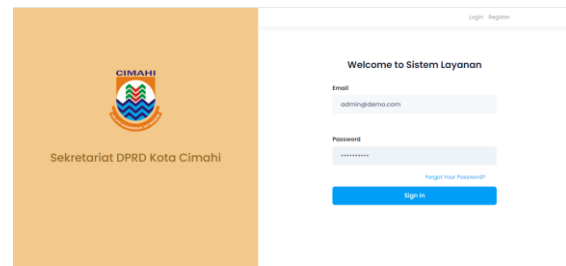 Login Register
CIMAHI
Sekretariat DPRD Kota Cimahi
Welcome to Sistem Layanan
Email
admin@demo.com
Password
••••••••••
Forgot Your Password?
Sign In